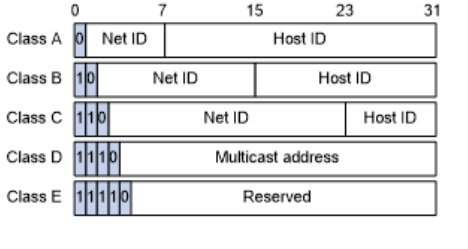 0 7 15 23 31
Class A 0 Net ID Host ID
Class B 1 0 Net ID Host ID
Class C 1 1 0 Net ID Host ID
Class D 1 1 1 0 Multicast address
Class E 1 1 1 1 0 Reserved